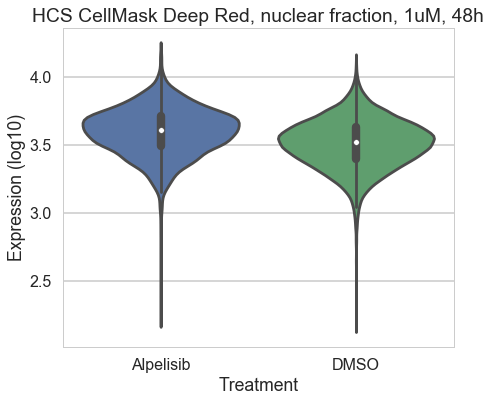 HCS CellMask Deep Red, nuclear fraction, 1uM, 48h
4.0
3.5
3.0
2.5
Expression (log10)
Alpelisib DMSO
Treatment